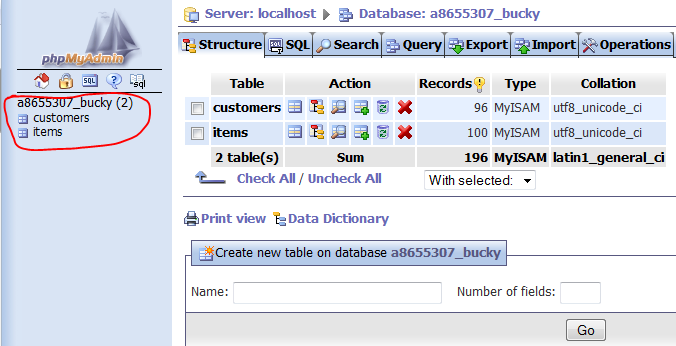 phpMyAdmin
SQL
sql
a8655307_bucky (2)
customers
items
Server: localhost Database: a8655307_bucky
Structure SQL Search Query Export Import Operations
Table Action Records Type Collation
customers 96 MyISAM utf8_unicode_ci
items 100 MyISAM utf8_unicode_ci
2 table(s) Sum 196 MyISAM latin1_general_ci
Check All / Uncheck All With selected:
Print view Data Dictionary
Create new table on database a8655307_bucky
Name: Number of fields:
Go